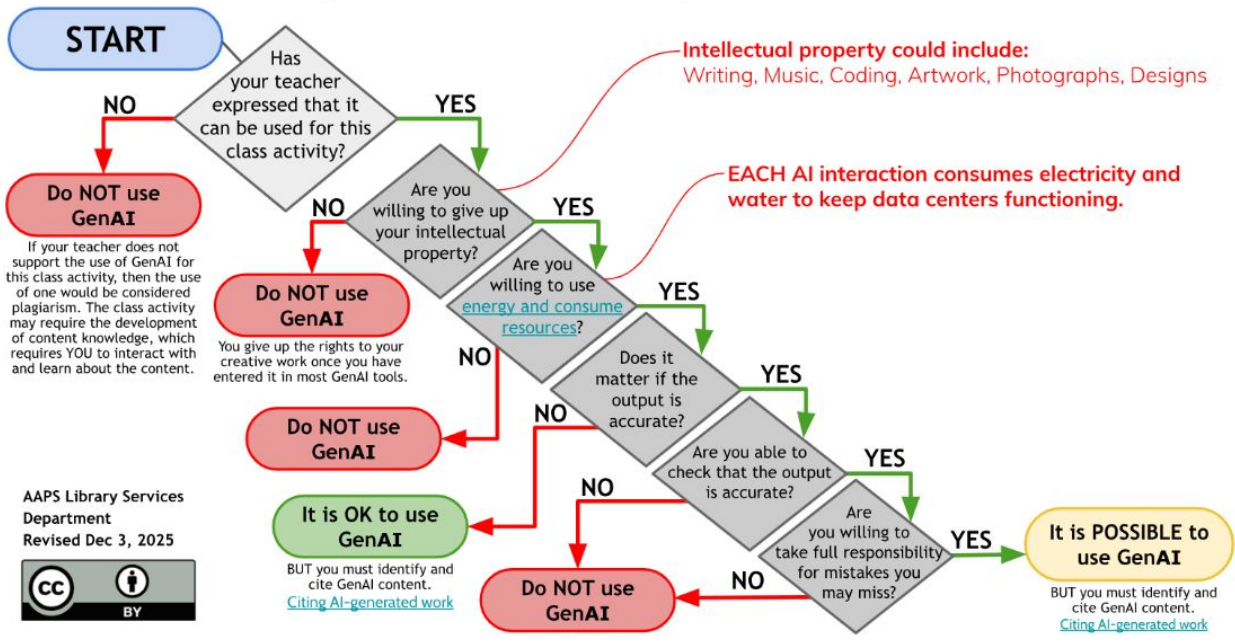 START
Has
your teacher
expressed that it
can be used for this
class activity?
NO
YES
Intellectual property could include:
Writing, Music, Coding, Artwork, Photographs, Designs
Do NOT use
GenAI
If your teacher does not
support the use of GenAI for
this class activity, then the use
of one would be considered
plagiarism. The class activity
may require the development
of content knowledge, which
requires YOU to interact with
and learn about the content.
Are you
willing to give up
your intellectual
property?
NO
YES
EACH AI interaction consumes electricity and
water to keep data centers functioning.
Do NOT use
GenAI
You give up the rights to your
creative work once you have
entered it in most GenAI tools.
Are you
willing to use
energy and consume
resources?
NO
YES
Do NOT use
GenAI
Does it
matter if the
output is
accurate?
NO
YES
It is OK to use
GenAI
BUT you must identify and
cite GenAI content.
Citing AI-generated work
Are you able to
check that the output
is accurate?
NO
YES
Do NOT use
GenAI
Are
you willing to
take full responsibility
for mistakes you
may miss?
NO
YES
It is POSSIBLE to
use GenAI
BUT you must identify and
cite GenAI content.
Citing AI-generated work
AAPS Library Services
Department
Revised Dec 3, 2025
CC
BY